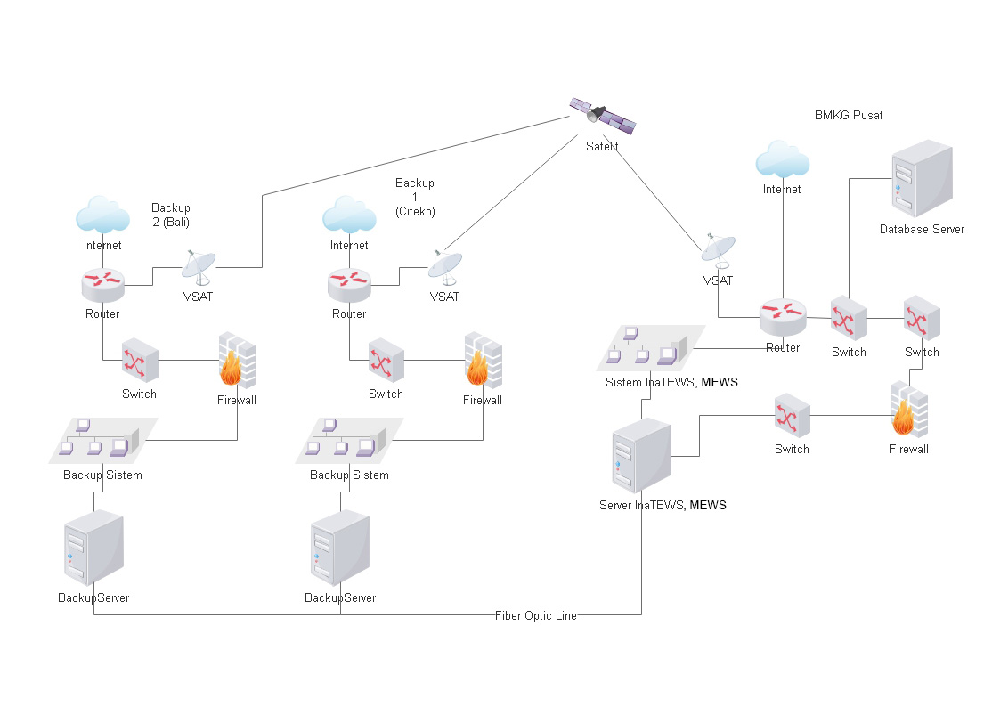 BMKG Pusat
Satelit
Internet
Database Server
Backup
1
(Citeko)
Backup
2 (Bali)
Internet
Internet
VSAT
VSAT
VSAT
Router
Router
Router
Switch
Switch
Sistem InaTEWS, MEWS
Switch
Firewall
Switch
Firewall
Switch
Firewall
Backup Sistem
Backup Sistem
Server InaTEWS, MEWS
BackupServer
BackupServer
Fiber Optic Line